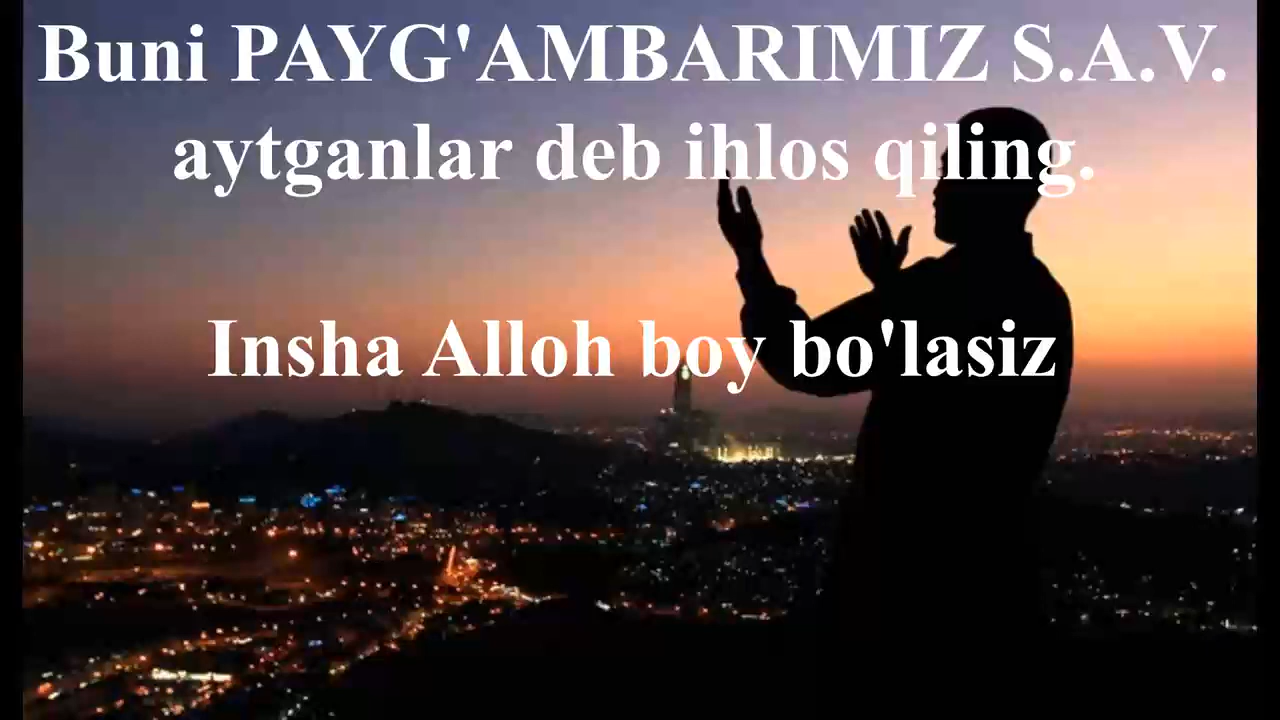 Buni PAYG'AMBARIMIZ S.A.V.
aytganlar deb ihlos qiling.
Insha Alloh boy bo'lasiz